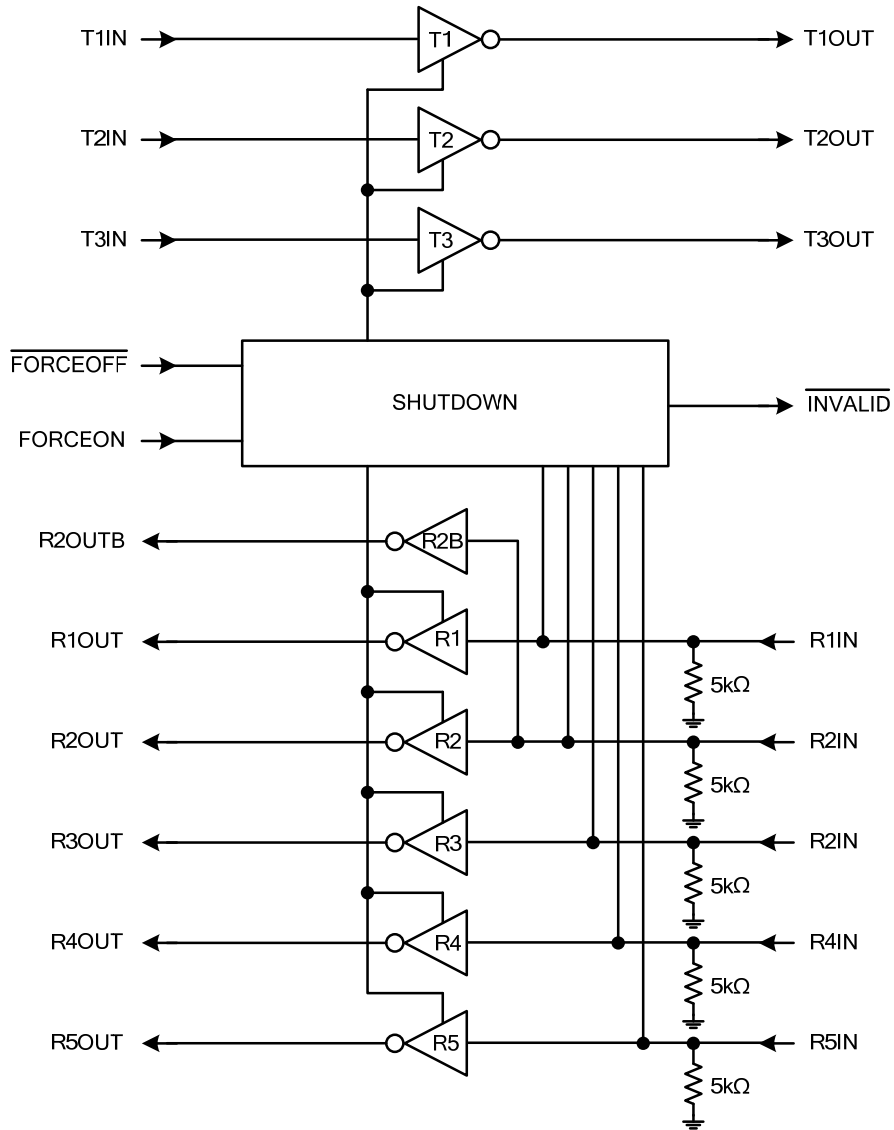 T1IN T1 T1OUT
T2IN T2 T2OUT
T3IN T3 T3OUT
FORCEOFF
SHUTDOWN INVALID
FORCEON
R2OUTB R2B
R1OUT R1 R1IN
5kΩ
R2OUT R2 R2IN
5kΩ
R3OUT R3 R2IN
5kΩ
R4OUT R4 R4IN
5kΩ
R5OUT R5 R5IN
5kΩ